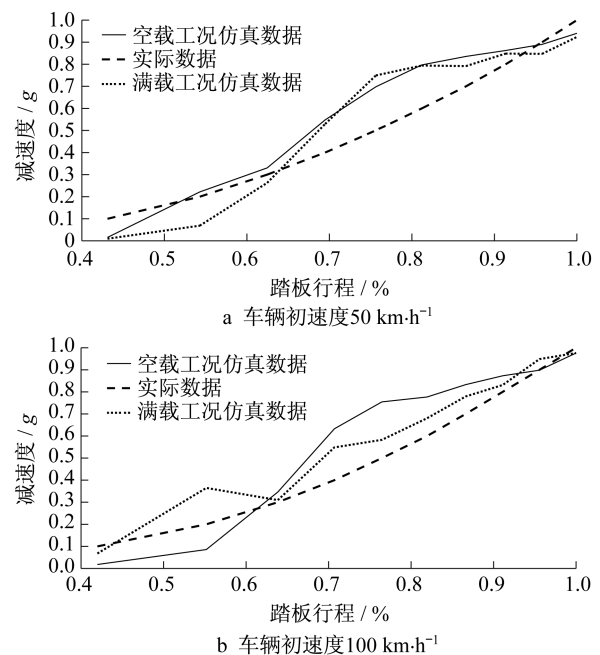 1.0
0.9
0.8
0.7
0.6
0.5
0.4
0.3
0.2
0.1
0
减速度 / g
空载工况仿真数据
实际数据
满载工况仿真数据
0.4 0.5 0.6 0.7 0.8 0.9 1.0
踏板行程 / %
a 车辆初速度50 km·h⁻¹
1.0
0.9
0.8
0.7
0.6
0.5
0.4
0.3
0.2
0.1
0.0
减速度 / g
空载工况仿真数据
实际数据
满载工况仿真数据
0.4 0.5 0.6 0.7 0.8 0.9 1.0
踏板行程 / %
b 车辆初速度100 km·h⁻¹